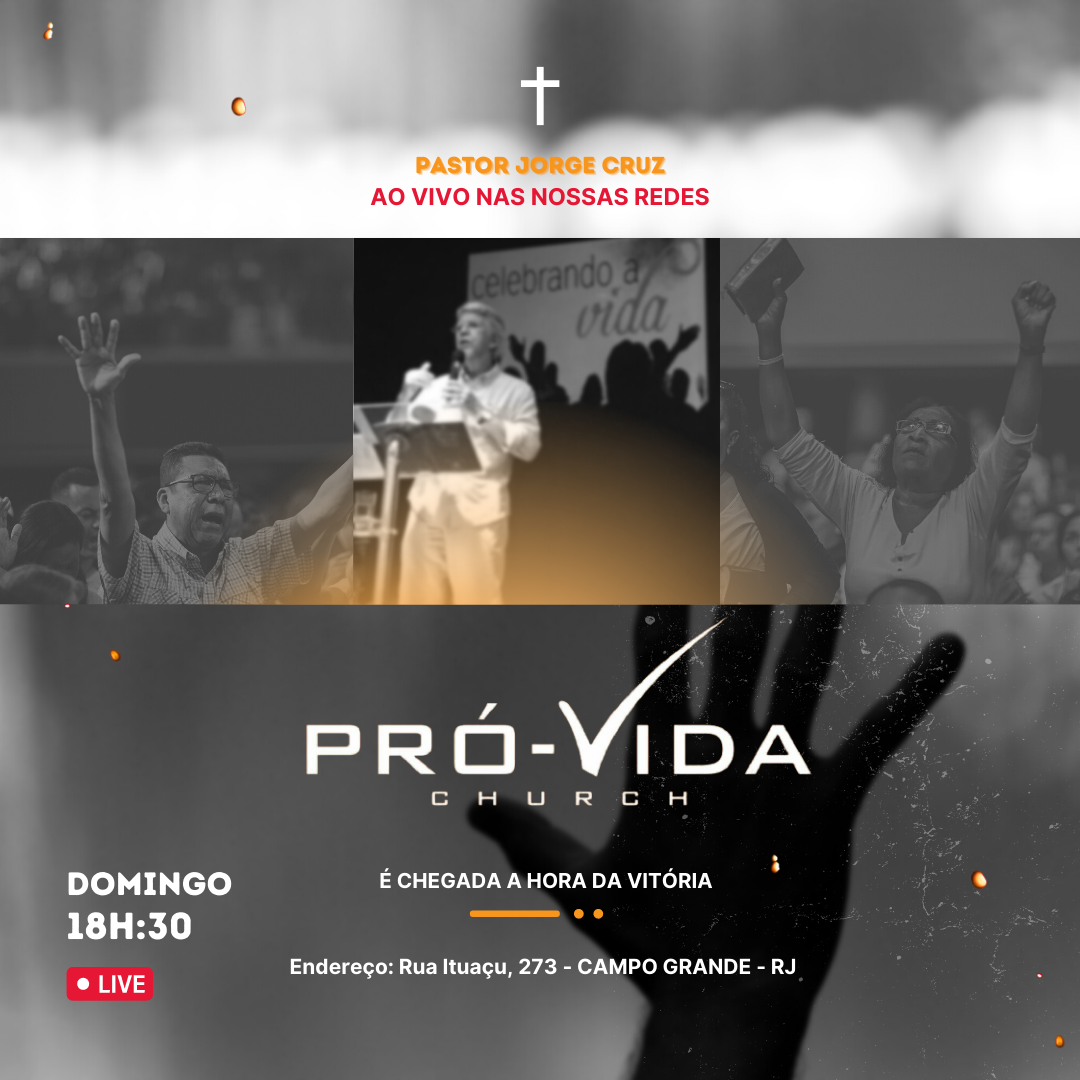 PASTOR JORGE CRUZ
AO VIVO NAS NOSSAS REDES
celebrando a
vida
PRÓ-VIDA
CHURCH
DOMINGO
18H:30
LIVE
É CHEGADA A HORA DA VITÓRIA
Endereço: Rua Ituaçu, 273 - CAMPO GRANDE - RJ